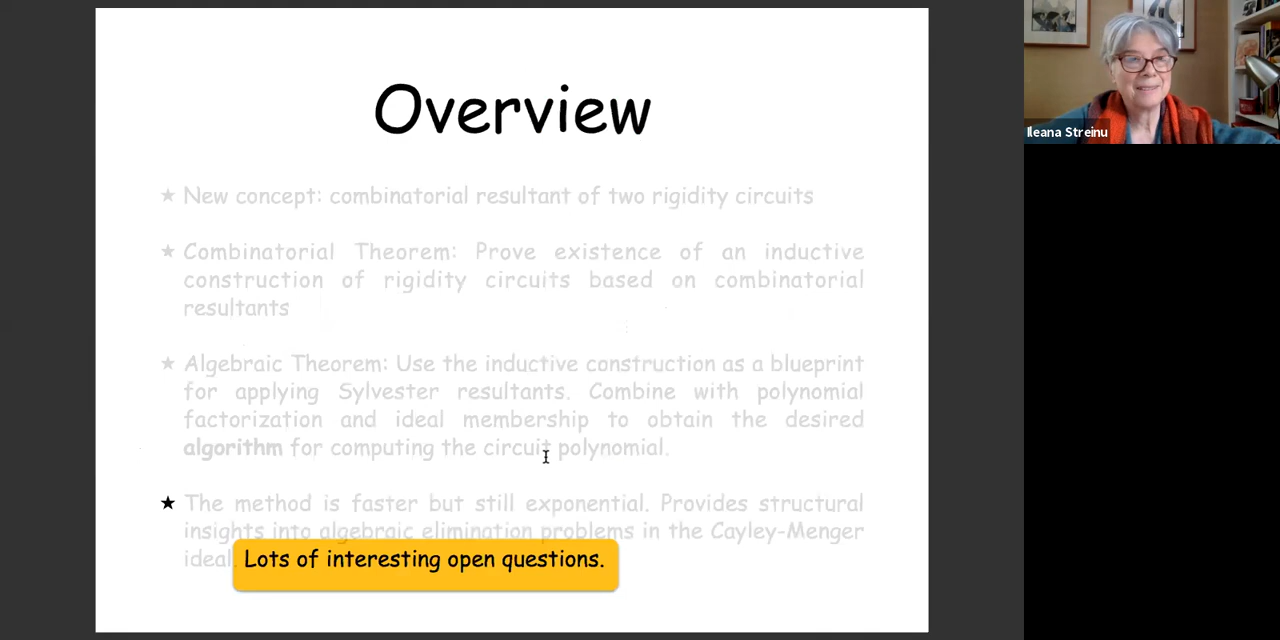 Overview
★ New concept: combinatorial resultant of two rigidity circuits
★ Combinatorial Theorem: Prove existence of an inductive
construction of rigidity circuits based on combinatorial
resultants
★ Algebraic Theorem: Use the inductive construction as a blueprint
for applying Sylvester resultants. Combine with polynomial
factorization and ideal membership to obtain the desired
algorithm for computing the circuit polynomial.
★ The method is faster but still exponential. Provides structural
insights into algebraic elimination problems in the Cayley-Menger
ideal. Lots of interesting open questions.
Ileana Streinu